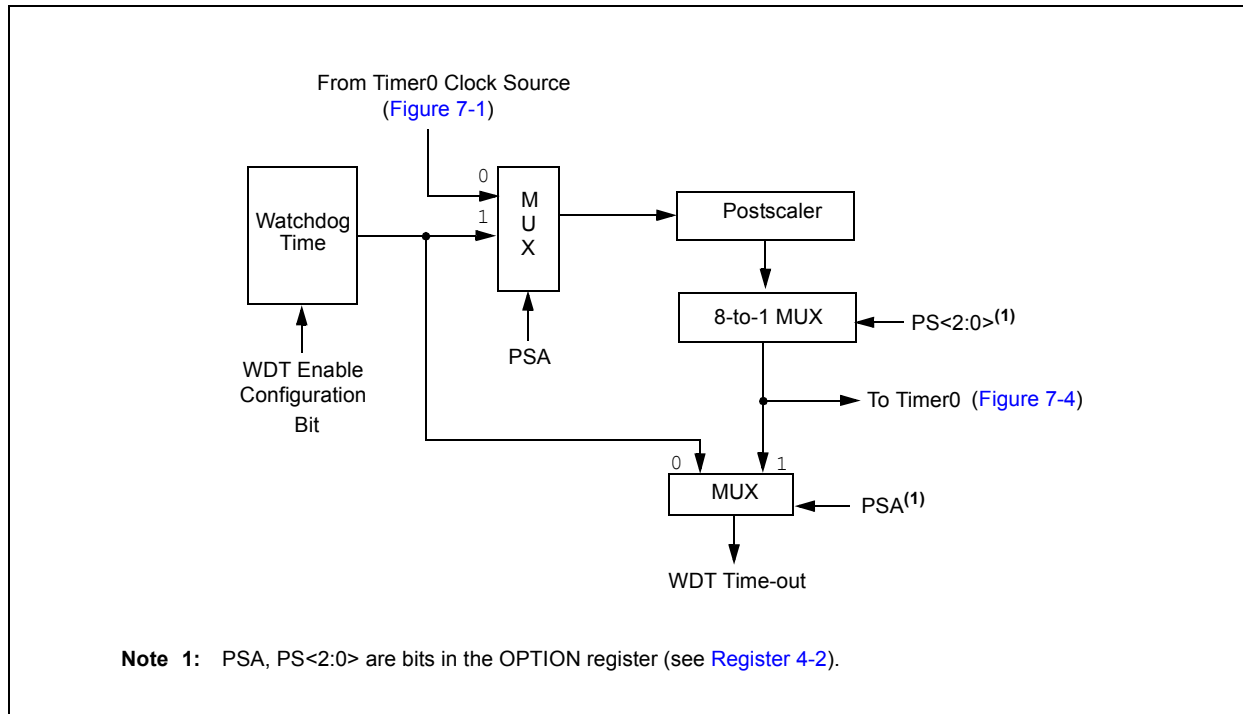 From Timer0 Clock Source
(Figure 7-1)
0
1
M
U
X
Watchdog
Time
Postscaler
8-to-1 MUX
PS<2:0>(1)
PSA
WDT Enable
Configuration
Bit
To Timer0 (Figure 7-4)
0
1
MUX
PSA(1)
WDT Time-out
Note 1: PSA, PS<2:0> are bits in the OPTION register (see Register 4-2).